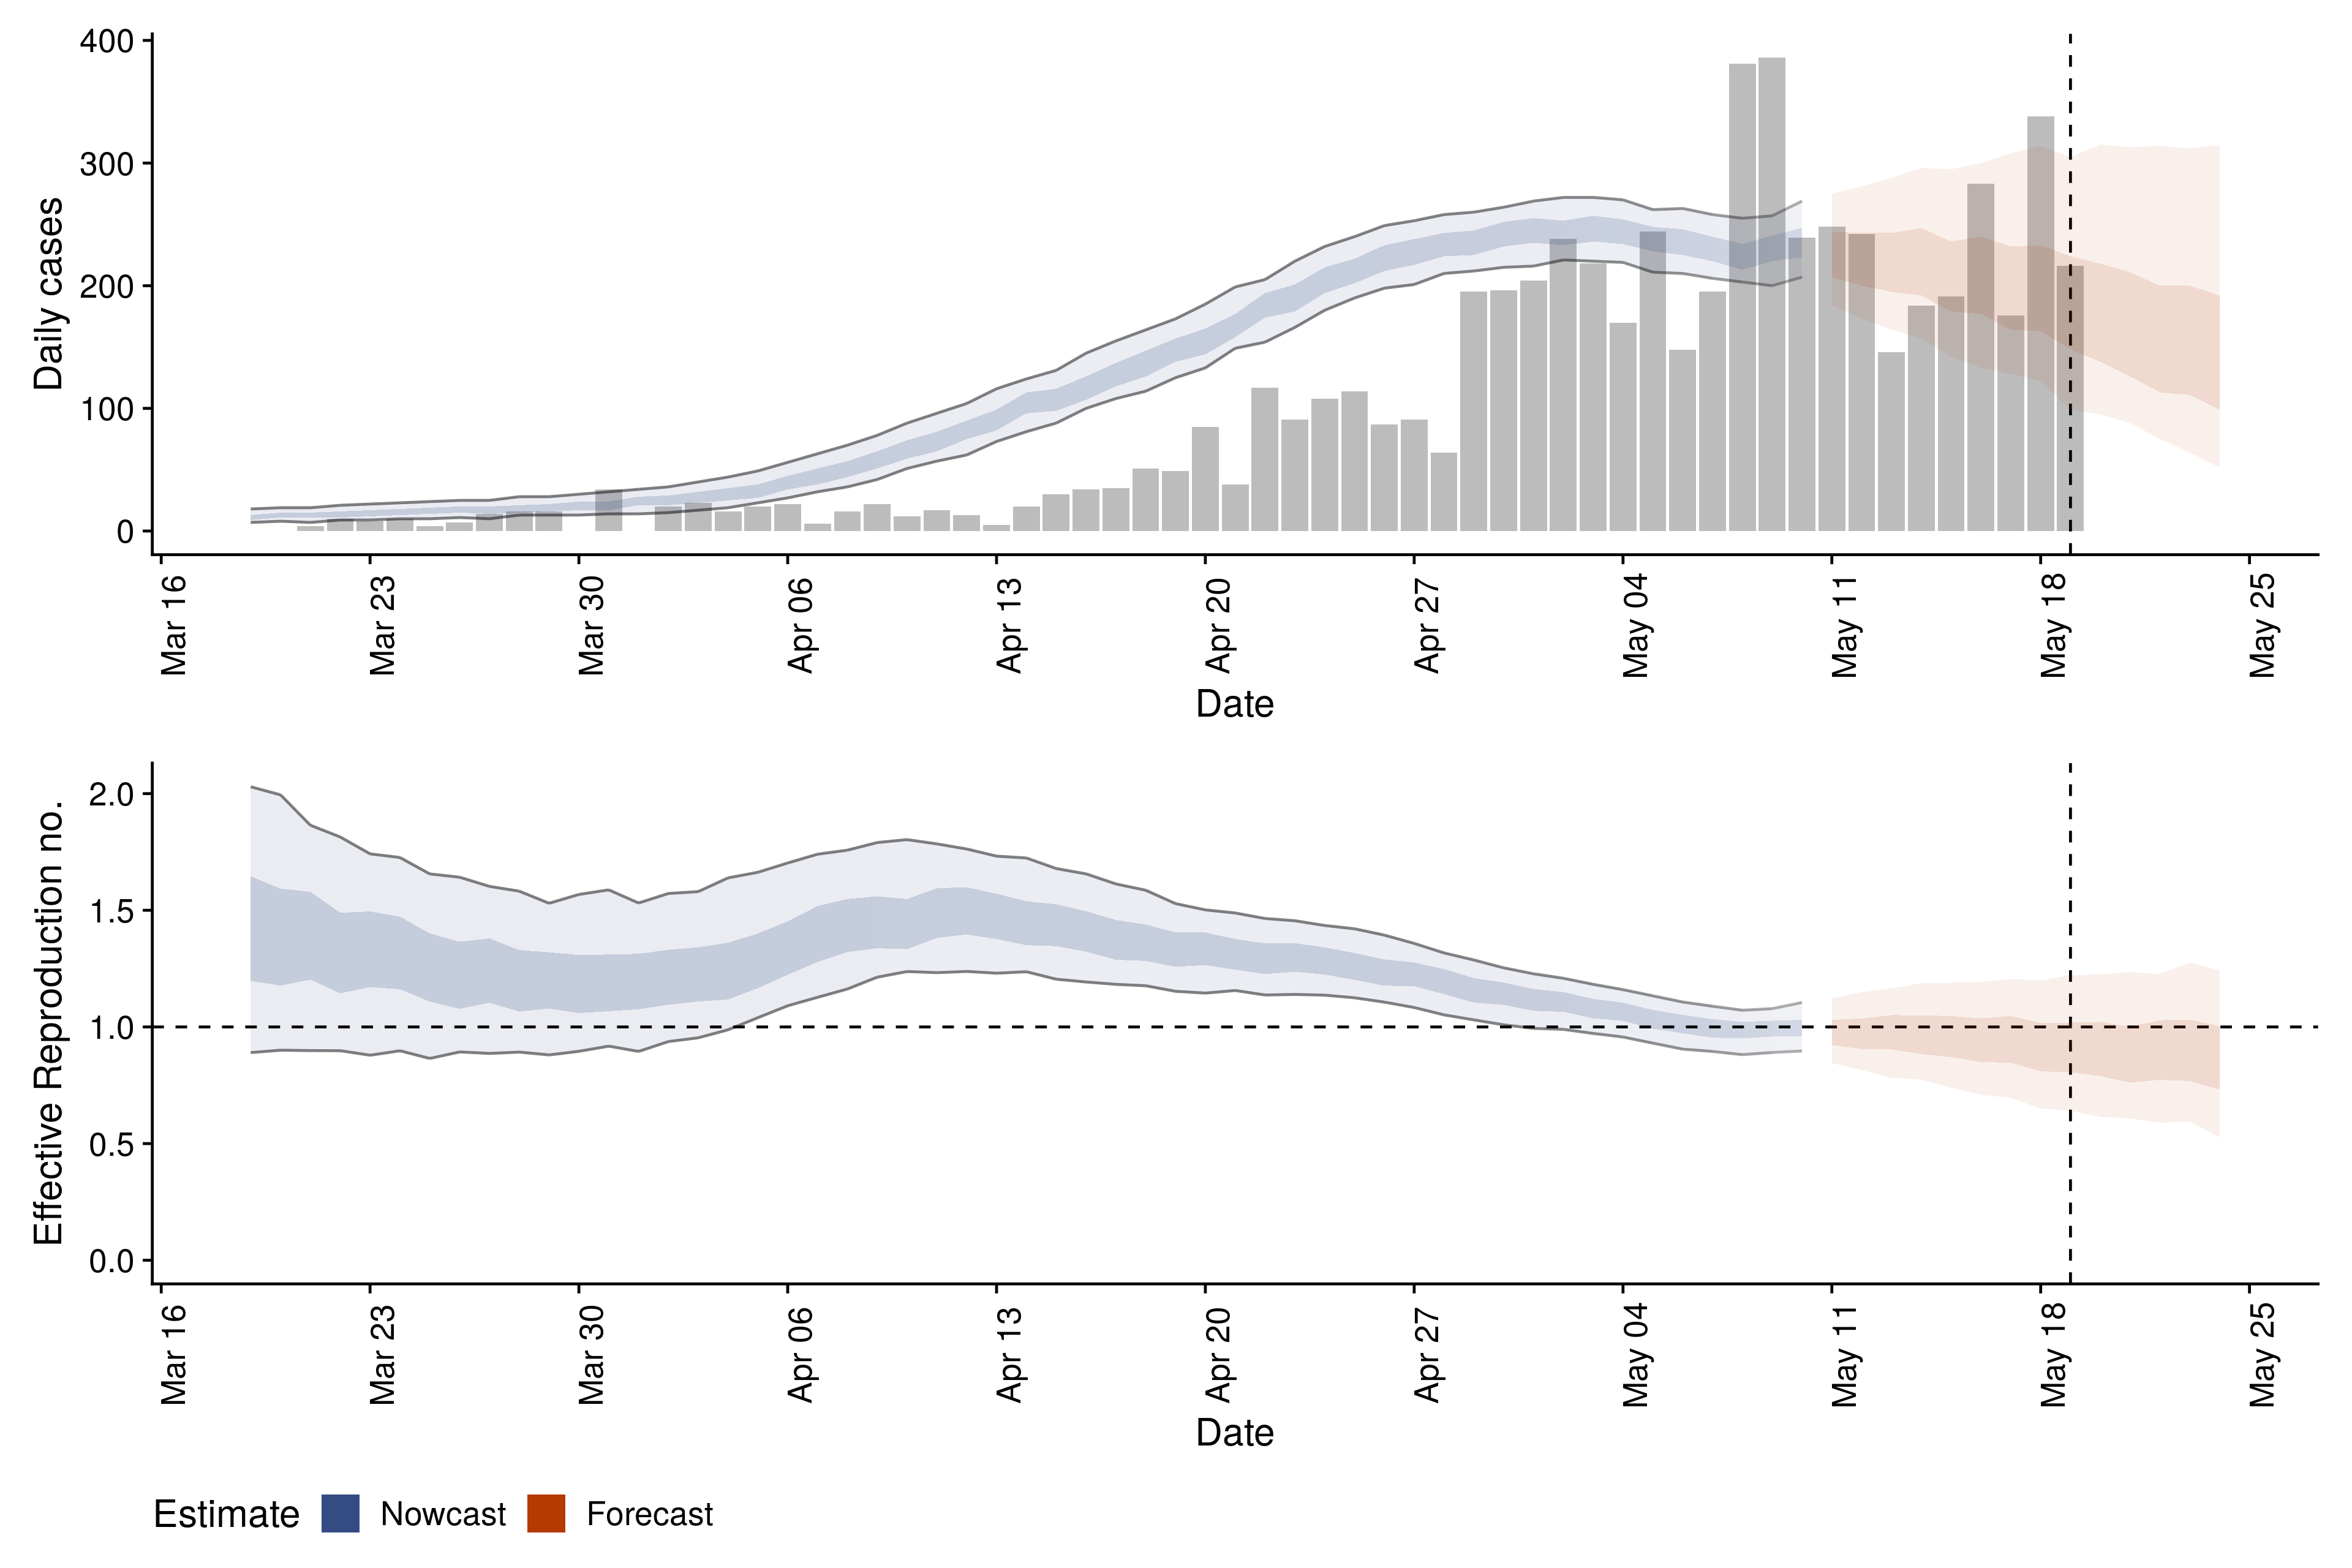 Daily cases
400
300
200
100
0
Mar 16
Mar 23
Mar 30
Apr 06
Apr 13
Apr 20
Apr 27
May 04
May 11
May 18
May 25
Date
Effective Reproduction no.
2.0
1.5
1.0
0.5
0.0
Mar 16
Mar 23
Mar 30
Apr 06
Apr 13
Apr 20
Apr 27
May 04
May 11
May 18
May 25
Date
Estimate Nowcast Forecast